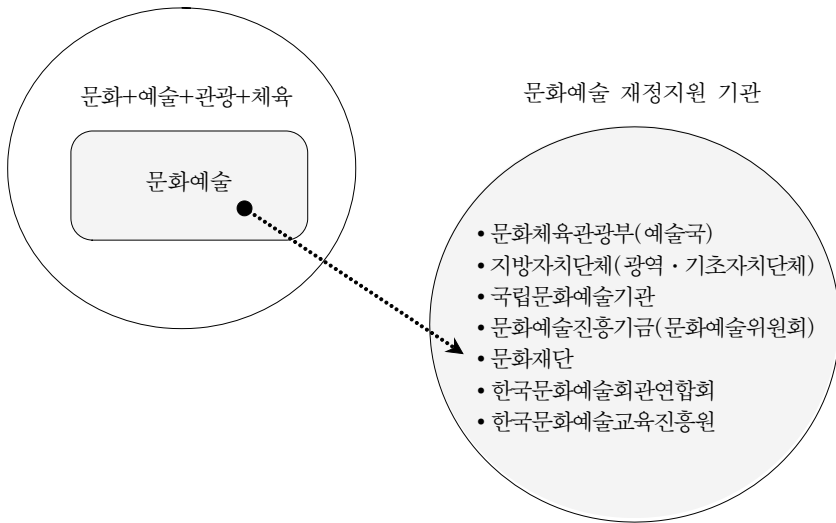 문화+예술+관광+체육
문화예술
문화예술 재정지원 기관
• 문화체육관광부(예술국)
• 지방자치단체(광역 · 기초자치단체)
• 국립문화예술기관
• 문화예술진흥기금(문화예술위원회)
• 문화재단
• 한국문화예술회관연합회
• 한국문화예술교육진흥원